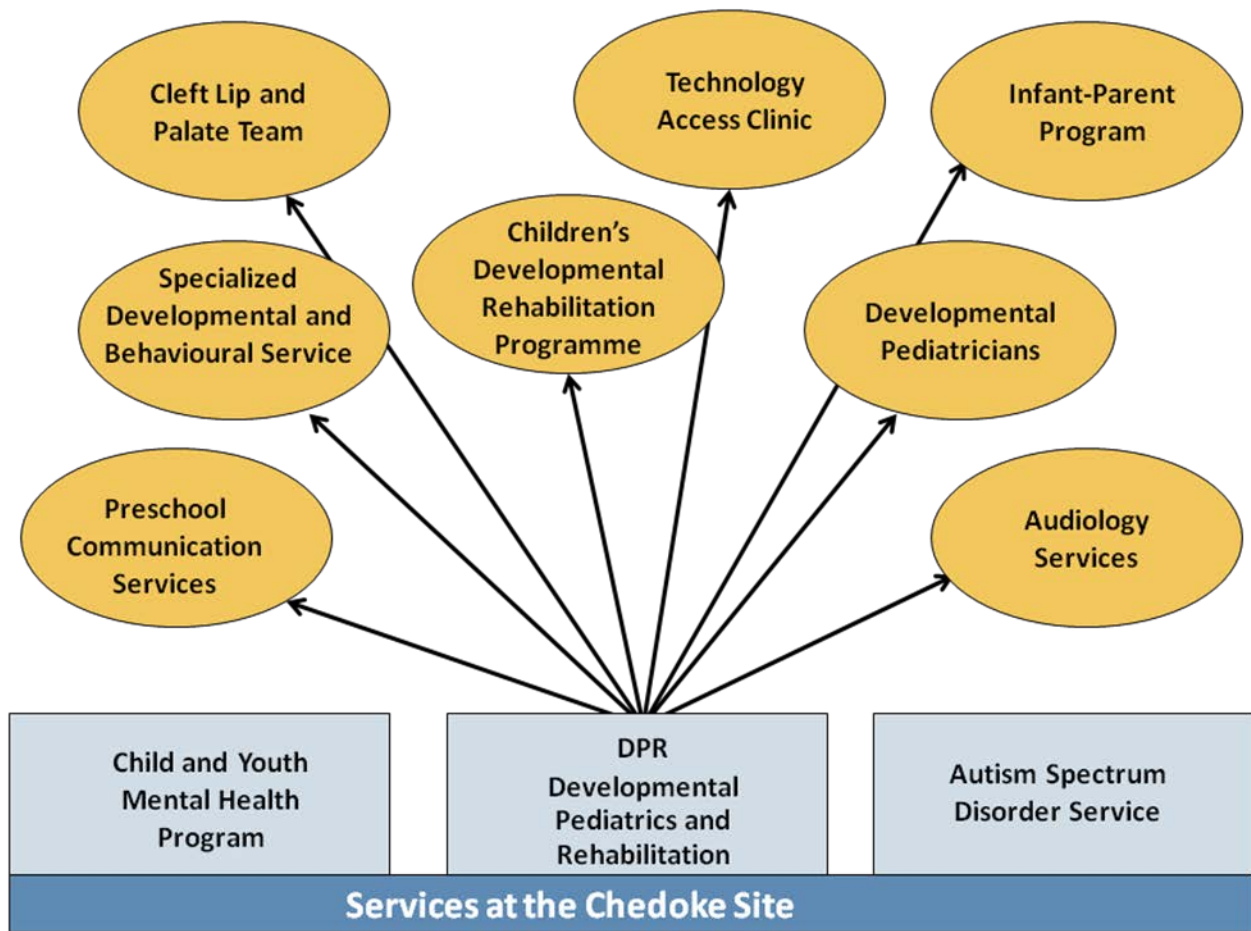 Cleft Lip and
Palate Team
Technology
Access Clinic
Infant-Parent
Program
Specialized
Developmental and
Behavioural Service
Children's
Developmental
Rehabilitation
Programme
Developmental
Pediatricians
Preschool
Communication
Services
Audiology
Services
Child and Youth
Mental Health
Program
DPR
Developmental
Pediatrics and
Rehabilitation
Autism Spectrum
Disorder Service
Services at the Chedoke Site